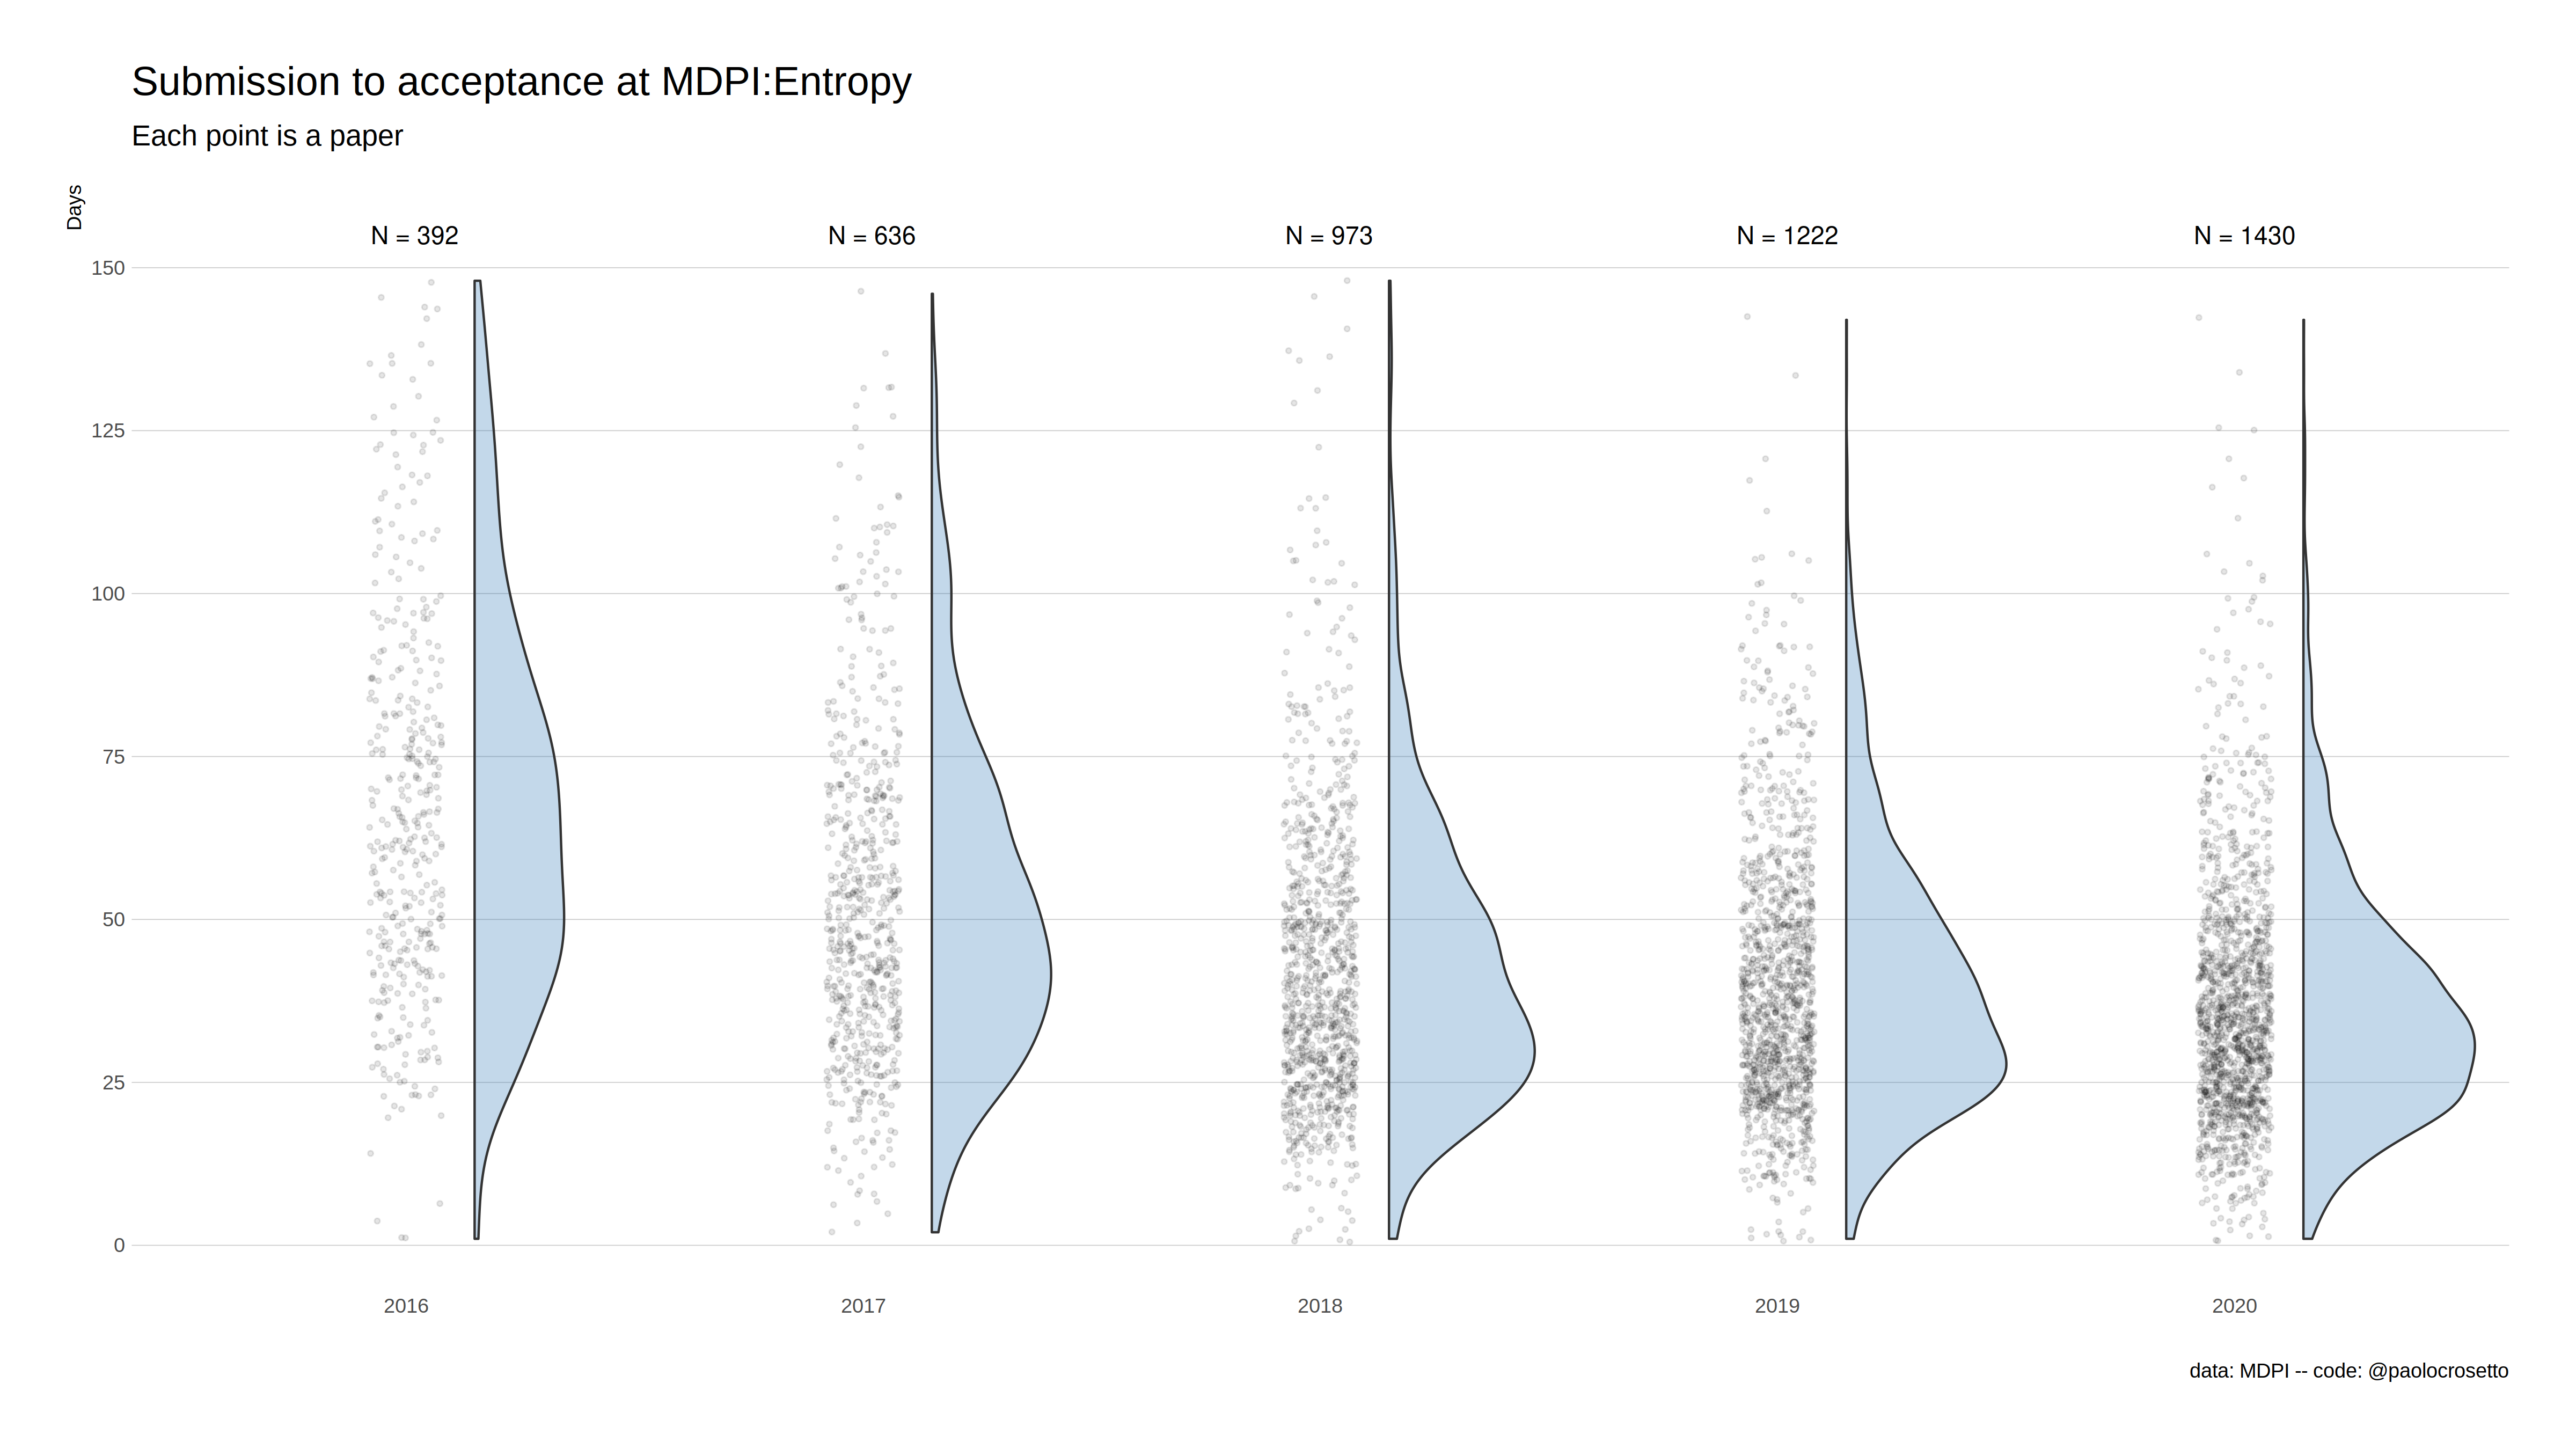 Submission to acceptance at MDPI:Entropy
Each point is a paper
Days
N = 392 N = 636 N = 973 N = 1222 N = 1430
150
125
100
75
50
25
0
2016 2017 2018 2019 2020
data: MDPI -- code: @paolocrosetto